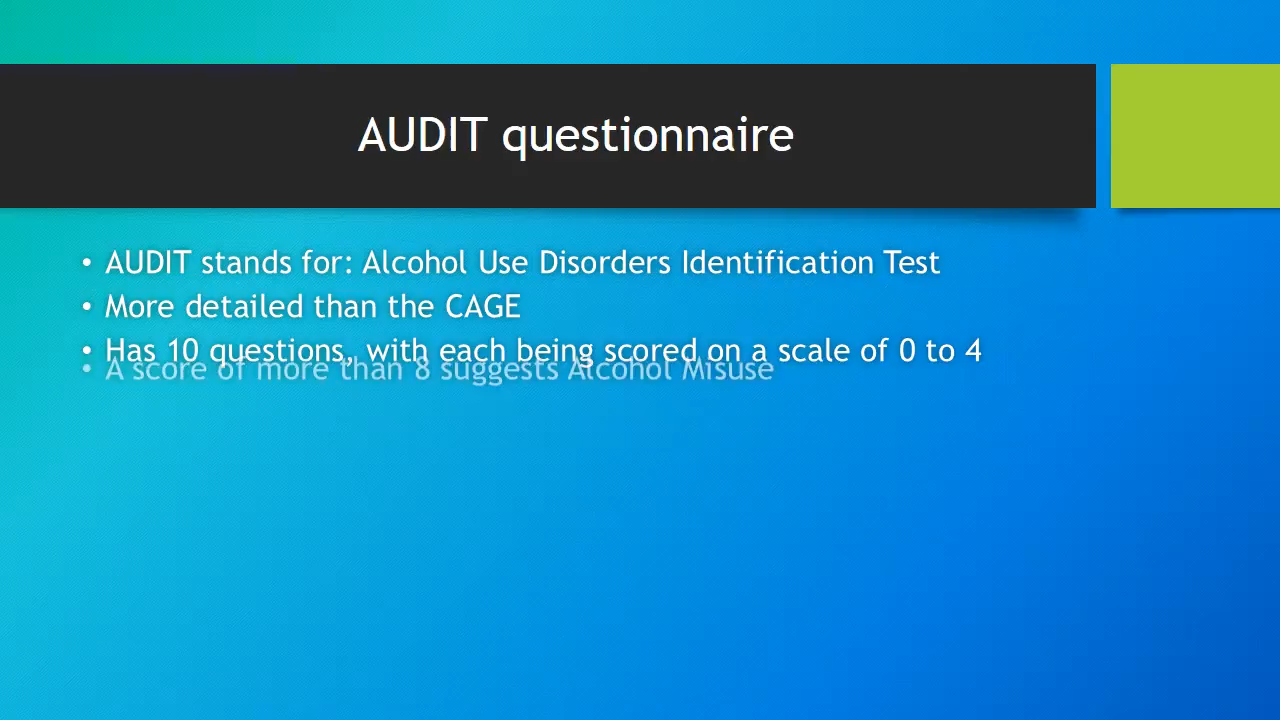 AUDIT questionnaire
• AUDIT stands for: Alcohol Use Disorders Identification Test
• More detailed than the CAGE
• Has 10 questions, with each being scored on a scale of 0 to 4
• A score of more than 8 suggests Alcohol Misuse